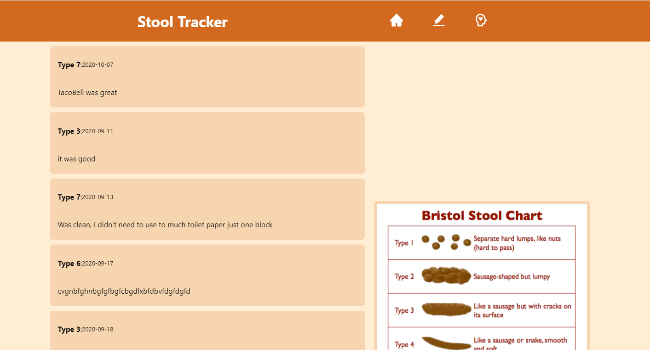 Stool Tracker
Type 7:2020-10-07
TacoBell was great
Type 3:2020-09-11
it was good
Type 7:2020-09-13
Was clean, I didn't need to use to much toilet paper just one block
Type 6:2020-09-17
Type 3:2020-09-18
Bristol Stool Chart
Type 1
Separate hard lumps, like nuts
(hard to pass)
Type 2
Sausage-shaped but lumpy
Type 3
Like a sausage but with cracks on
its surface
Type 4
Like a sausage or snake, smooth
and soft